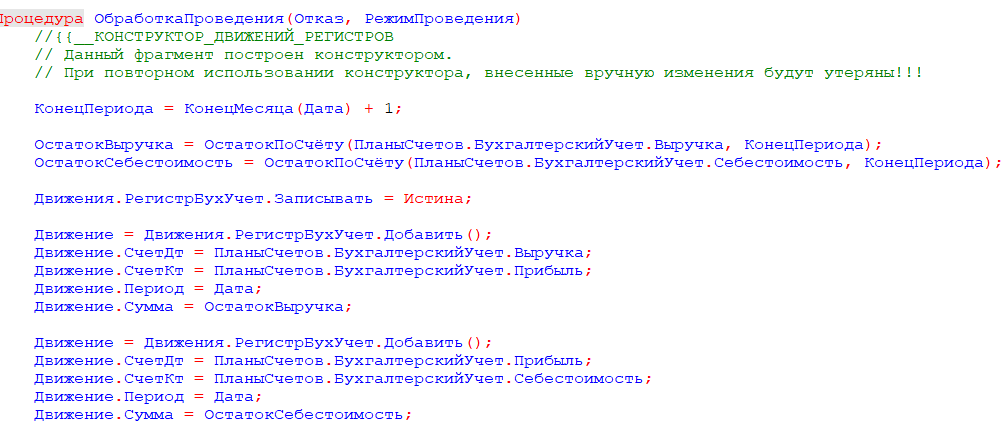 Процедура ОбработкаПроведения(Отказ, РежимПроведения)
//{{__КОНСТРУКТОР_ДВИЖЕНИЙ_РЕГИСТРОВ
// Данный фрагмент построен конструктором.
// При повторном использовании конструктора, внесенные вручную изменения будут утеряны!!!
КонецПериода = КонецМесяца(Дата) + 1;
ОстатокВыручка = ОстатокПоСчёту(ПланыСчетов.БухгалтерскийУчет.Выручка, КонецПериода);
ОстатокСебестоимость = ОстатокПоСчёту(ПланыСчетов.БухгалтерскийУчет.Себестоимость, КонецПериода);
Движения.РегистрБухУчет.Записывать = Истина;
Движение = Движения.РегистрБухУчет.Добавить();
Движение.СчетДт = ПланыСчетов.БухгалтерскийУчет.Выручка;
Движение.СчетКт = ПланыСчетов.БухгалтерскийУчет.Прибыль;
Движение.Период = Дата;
Движение.Сумма = ОстатокВыручка;
Движение = Движения.РегистрБухУчет.Добавить();
Движение.СчетДт = ПланыСчетов.БухгалтерскийУчет.Прибыль;
Движение.СчетКт = ПланыСчетов.БухгалтерскийУчет.Себестоимость;
Движение.Период = Дата;
Движение.Сумма = ОстатокСебестоимость;